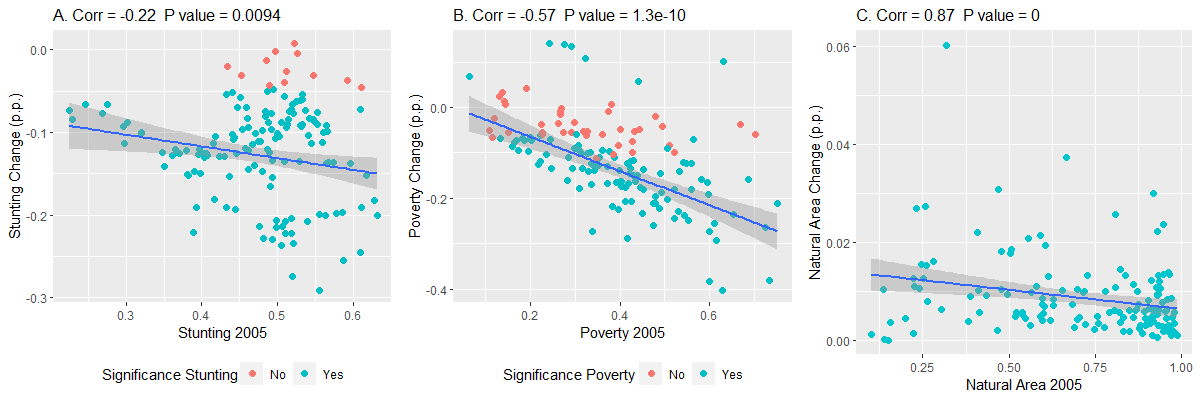 A. Corr = -0.22 P value = 0.0094
Stunting Change (p.p.)
0.0
-0.1
-0.2
-0.3
0.3 0.4 0.5 0.6
Stunting 2005
Significance Stunting No Yes
B. Corr = -0.57 P value = 1.3e-10
Poverty Change (p.p.)
0.0
-0.2
-0.4
0.2 0.4 0.6
Poverty 2005
Significance Poverty No Yes
C. Corr = 0.87 P value = 0
Natural Area Change (p.p.)
0.06
0.04
0.02
0.00
0.25 0.50 0.75 1.00
Natural Area 2005